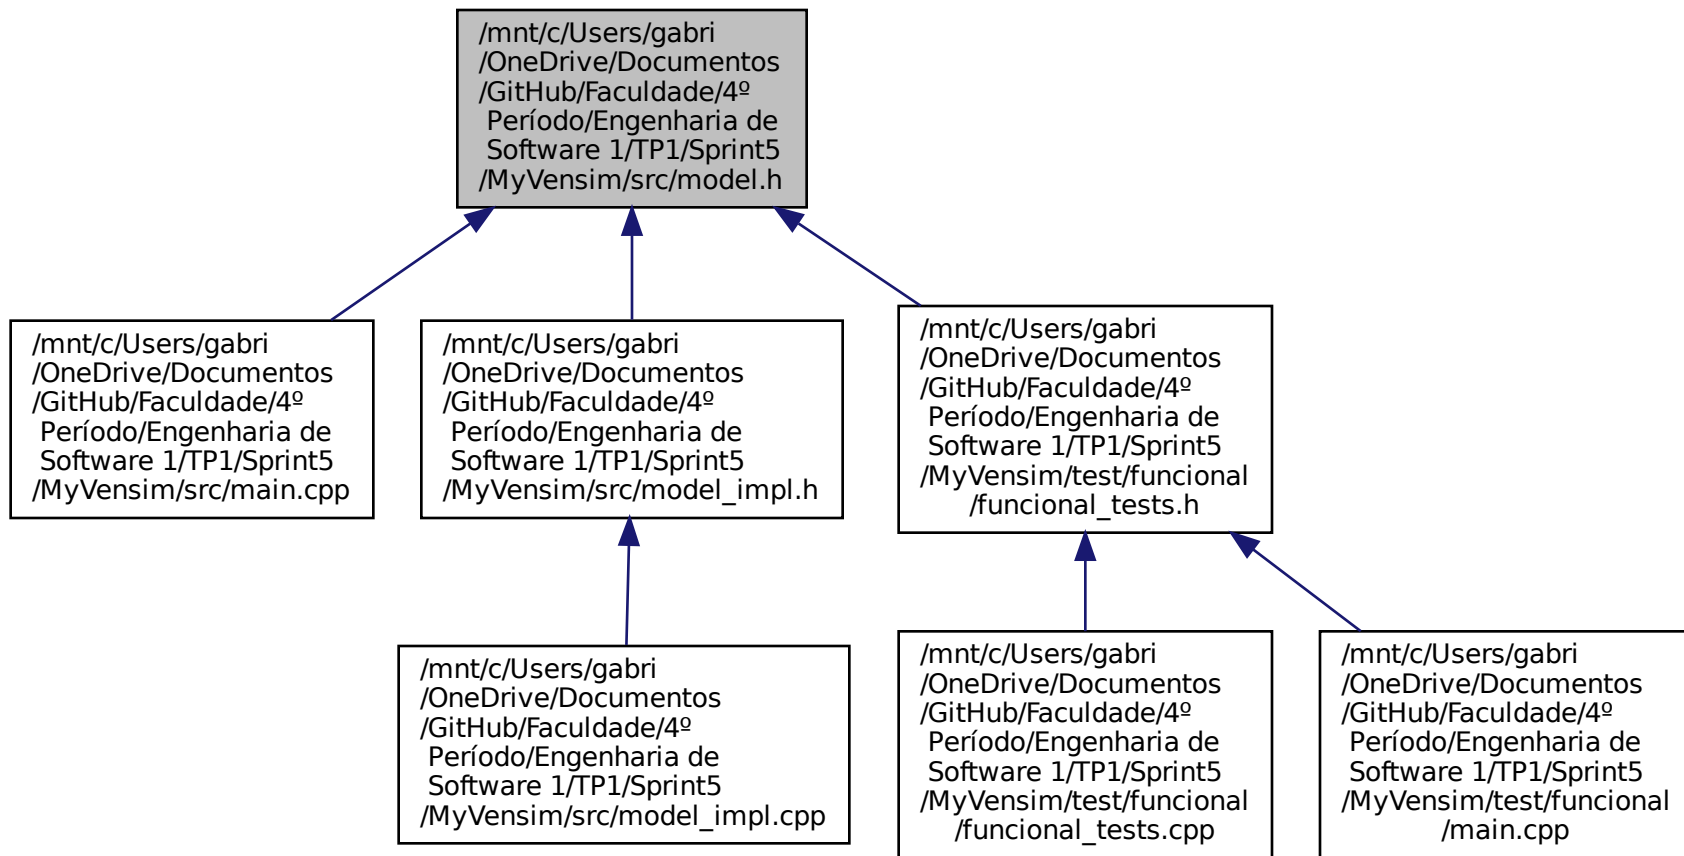 /mnt/c/Users/gabri
/OneDrive/Documentos
/GitHub/Faculdade/4º
Período/Engenharia de
Software 1/TP1/Sprint5
/MyVensim/src/model.h
/mnt/c/Users/gabri
/OneDrive/Documentos
/GitHub/Faculdade/4º
Período/Engenharia de
Software 1/TP1/Sprint5
/MyVensim/src/main.cpp
/mnt/c/Users/gabri
/OneDrive/Documentos
/GitHub/Faculdade/4º
Período/Engenharia de
Software 1/TP1/Sprint5
/MyVensim/src/model_impl.h
/mnt/c/Users/gabri
/OneDrive/Documentos
/GitHub/Faculdade/4º
Período/Engenharia de
Software 1/TP1/Sprint5
/MyVensim/test/funcional
/funcional_tests.h
/mnt/c/Users/gabri
/OneDrive/Documentos
/GitHub/Faculdade/4º
Período/Engenharia de
Software 1/TP1/Sprint5
/MyVensim/src/model_impl.cpp
/mnt/c/Users/gabri
/OneDrive/Documentos
/GitHub/Faculdade/4º
Período/Engenharia de
Software 1/TP1/Sprint5
/MyVensim/test/funcional
/funcional_tests.cpp
/mnt/c/Users/gabri
/OneDrive/Documentos
/GitHub/Faculdade/4º
Período/Engenharia de
Software 1/TP1/Sprint5
/MyVensim/test/funcional
/main.cpp